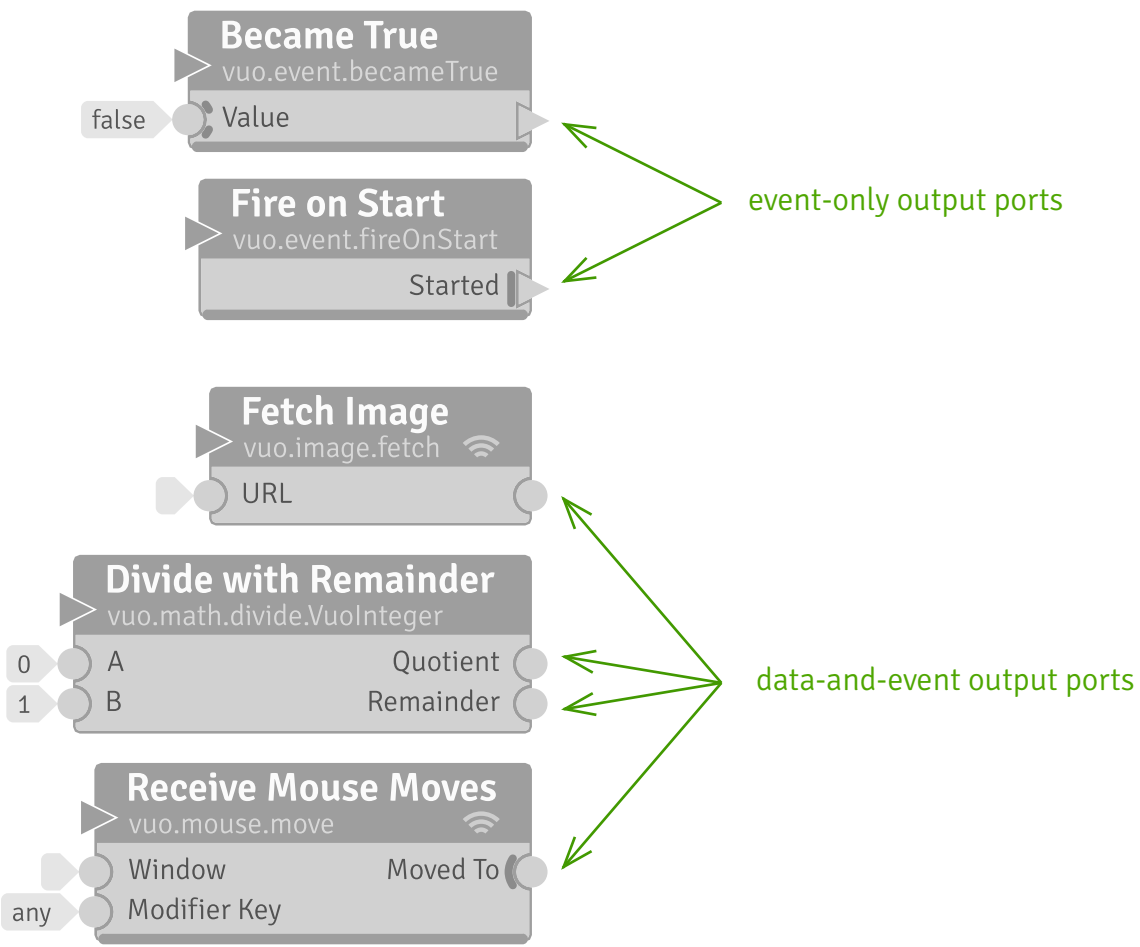 Became True
vuo.event.becameTrue
false
Value
event-only output ports
Fire on Start
vuo.event.fireOnStart
Started
Fetch Image
vuo.image.fetch
URL
Divide with Remainder
vuo.math.divide.VuoInteger
0
A
Quotient
1
B
Remainder
data-and-event output ports
Receive Mouse Moves
vuo.mouse.move
Window
Moved To
any
Modifier Key